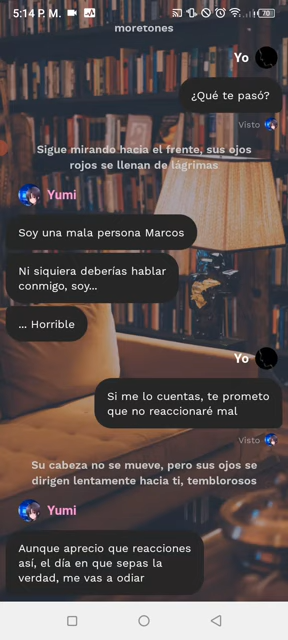 5:14 P. M.
70
moretones
Yo
¿Qué te pasó?
Visto
Sigue mirando hacia el frente, sus ojos
rojos se llenan de lágrimas
Yumi
Soy una mala persona Marcos
Ni siquiera deberías hablar
conmigo, soy...
... Horrible
Yo
Si me lo cuentas, te prometo
que no reaccionaré mal
Visto
Su cabeza no se mueve, pero sus ojos se
dirigen lentamente hacia ti, temblorosos
Yumi
Aunque aprecio que reacciones
así, el día en que sepas la
verdad, me vas a odiar